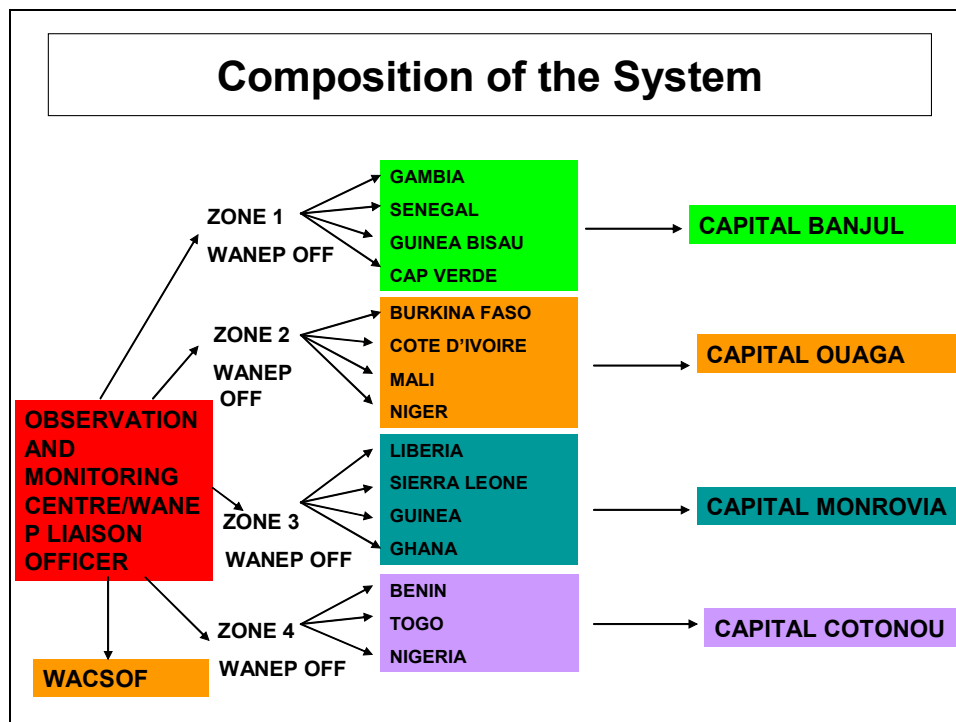 Composition of the System
ZONE 1
WANEP OFF
GAMBIA
SENEGAL
GUINEA BISAU
CAP VERDE
CAPITAL BANJUL
ZONE 2
WANEP
OFF
BURKINA FASO
COTE D'IVOIRE
MALI
NIGER
CAPITAL OUAGA
OBSERVATION
AND
MONITORING
CENTRE/WANE
P LIAISON
OFFICER
ZONE 3
WANEP OFF
LIBERIA
SIERRA LEONE
GUINEA
GHANA
CAPITAL MONROVIA
ZONE 4
WANEP OFF
BENIN
TOGO
NIGERIA
CAPITAL COTONOU
WACSOF